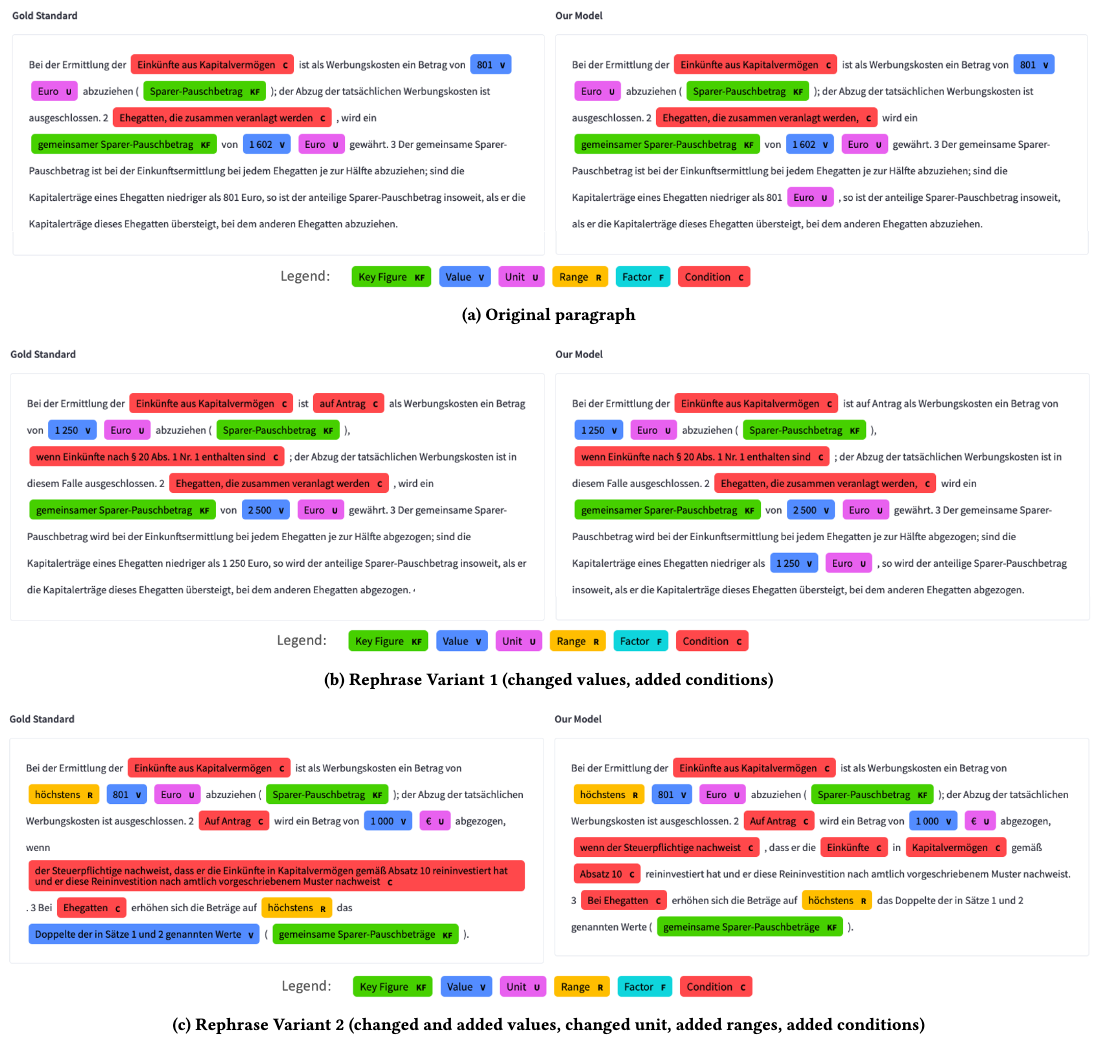 Gold Standard
Bei der Ermittlung der Einkünfte aus Kapitalvermögen C ist als Werbungskosten ein Betrag von 801 V
Euro U abzuziehen ( Sparer-Pauschbetrag KF ); der Abzug der tatsächlichen Werbungskosten ist
ausgeschlossen. 2 Ehegatten, die zusammen veranlagt werden C , wird ein
gemeinsamer Sparer-Pauschbetrag KF von 1 602 V Euro U gewährt. 3 Der gemeinsame Sparer-
Pauschbetrag ist bei der Einkunftsermittlung bei jedem Ehegatten je zur Hälfte abzuziehen; sind die
Kapitalerträge eines Ehegatten niedriger als 801 Euro, so ist der anteilige Sparer-Pauschbetrag insoweit, als er die
Kapitalerträge dieses Ehegatten übersteigt, bei dem anderen Ehegatten abzuziehen.
Our Model
Bei der Ermittlung der Einkünfte aus Kapitalvermögen C ist als Werbungskosten ein Betrag von 801 V
Euro U abzuziehen ( Sparer-Pauschbetrag KF ); der Abzug der tatsächlichen Werbungskosten ist
ausgeschlossen. 2 Ehegatten, die zusammen veranlagt werden, C wird ein
gemeinsamer Sparer-Pauschbetrag KF von 1 602 V Euro U gewährt. 3 Der gemeinsame Sparer-
Pauschbetrag ist bei der Einkunftsermittlung bei jedem Ehegatten je zur Hälfte abzuziehen; sind die
Kapitalerträge eines Ehegatten niedriger als 801 Euro U , so ist der anteilige Sparer-Pauschbetrag insoweit,
als er die Kapitalerträge dieses Ehegatten übersteigt, bei dem anderen Ehegatten abzuziehen.
Legend: Key Figure KF Value V Unit U Range R Factor F Condition C
(a) Original paragraph
Gold Standard
Bei der Ermittlung der Einkünfte aus Kapitalvermögen C ist auf Antrag C als Werbungskosten ein Betrag
von 1 250 V Euro U abzuziehen ( Sparer-Pauschbetrag KF ),
wenn Einkünfte nach § 20 Abs. 1 Nr. 1 enthalten sind C ; der Abzug der tatsächlichen Werbungskosten ist in
diesem Falle ausgeschlossen. 2 Ehegatten, die zusammen veranlagt werden C , wird ein
gemeinsamer Sparer-Pauschbetrag KF von 2 500 V Euro U gewährt. 3 Der gemeinsame Sparer-
Pauschbetrag wird bei der Einkunftsermittlung bei jedem Ehegatten je zur Hälfte abgezogen; sind die
Kapitalerträge eines Ehegatten niedriger als 1 250 Euro, so wird der anteilige Sparer-Pauschbetrag insoweit, als er
die Kapitalerträge dieses Ehegatten übersteigt, bei dem anderen Ehegatten abgezogen. ‘
Our Model
Bei der Ermittlung der Einkünfte aus Kapitalvermögen C ist auf Antrag als Werbungskosten ein Betrag von
1 250 V Euro U abzuziehen ( Sparer-Pauschbetrag KF ),
wenn Einkünfte nach § 20 Abs. 1 Nr. 1 enthalten sind C ; der Abzug der tatsächlichen Werbungskosten ist in
diesem Falle ausgeschlossen. 2 Ehegatten, die zusammen veranlagt werden, C wird ein
gemeinsamer Sparer-Pauschbetrag KF von 2 500 V Euro U gewährt. 3 Der gemeinsame Sparer-
Pauschbetrag wird bei der Einkunftsermittlung bei jedem Ehegatten je zur Hälfte abgezogen; sind die
Kapitalerträge eines Ehegatten niedriger als 1 250 V Euro U , so wird der anteilige Sparer-Pauschbetrag
insoweit, als er die Kapitalerträge dieses Ehegatten übersteigt, bei dem anderen Ehegatten abgezogen.
Legend: Key Figure KF Value V Unit U Range R Factor F Condition C
(b) Rephrase Variant 1 (changed values, added conditions)
Gold Standard
Bei der Ermittlung der Einkünfte aus Kapitalvermögen C ist als Werbungskosten ein Betrag von
höchstens R 801 V Euro U abzuziehen ( Sparer-Pauschbetrag KF ); der Abzug der tatsächlichen
Werbungskosten ist ausgeschlossen. 2 Auf Antrag C wird ein Betrag von 1 000 V € U abgezogen,
wenn
der Steuerpflichtige nachweist, dass er die Einkünfte in Kapitalvermögen gemäß Absatz 10 reinvestiert hat
und er diese Reininvestition nach amtlich vorgeschriebenem Muster nachweist C
. 3 Bei Ehegatten C erhöhen sich die Beträge auf höchstens R das
Doppelte der in Sätze 1 und 2 genannten Werte V ( gemeinsame Sparer-Pauschbeträge KF ).
Our Model
Bei der Ermittlung der Einkünfte aus Kapitalvermögen C ist als Werbungskosten ein Betrag von
höchstens R 801 V Euro U abzuziehen ( Sparer-Pauschbetrag KF ); der Abzug der tatsächlichen
Werbungskosten ist ausgeschlossen. 2 Auf Antrag C wird ein Betrag von 1 000 V € U abgezogen,
wenn der Steuerpflichtige nachweist C , dass er die Einkünfte C in Kapitalvermögen C gemäß
Absatz 10 C reininvestiert hat und er diese Reininvestition nach amtlich vorgeschriebenem Muster nachweist.
3 Bei Ehegatten C erhöhen sich die Beträge auf höchstens R das Doppelte der in Sätze 1 und 2
genannten Werte ( gemeinsame Sparer-Pauschbeträge KF ).
Legend: Key Figure KF Value V Unit U Range R Factor F Condition C
(c) Rephrase Variant 2 (changed and added values, changed unit, added ranges, added conditions)